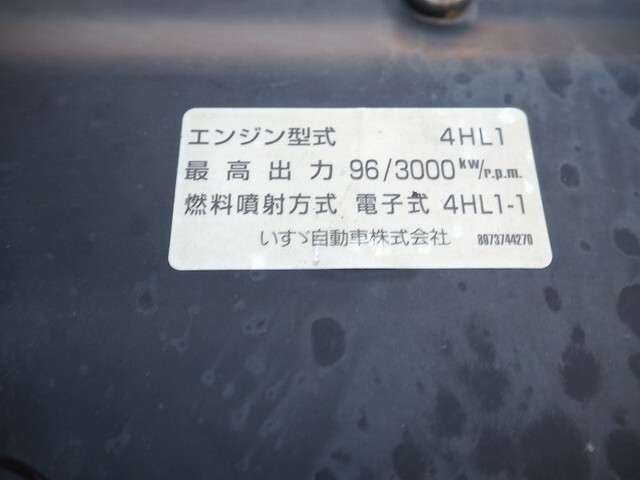 エンジン型式 4HL1
最高出力 96/3000 kw/r.p.m.
燃料噴射方式 電子式 4HL1-1
いすゞ自動車株式会社 8973744270